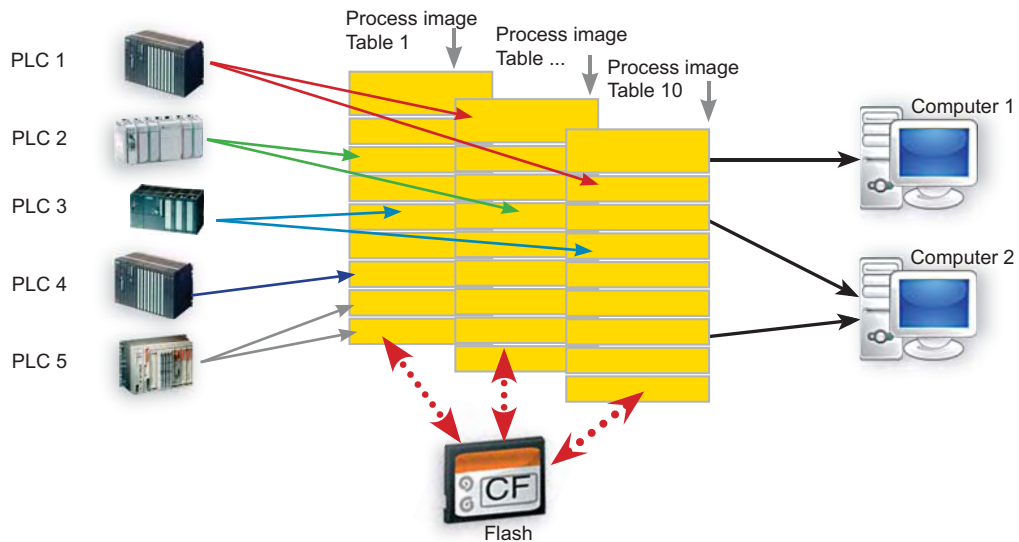 Process image
Table 1
Process image
Table ...
Process image
Table 10
PLC 1
PLC 2
PLC 3
PLC 4
PLC 5
Computer 1
Computer 2
CF
Flash